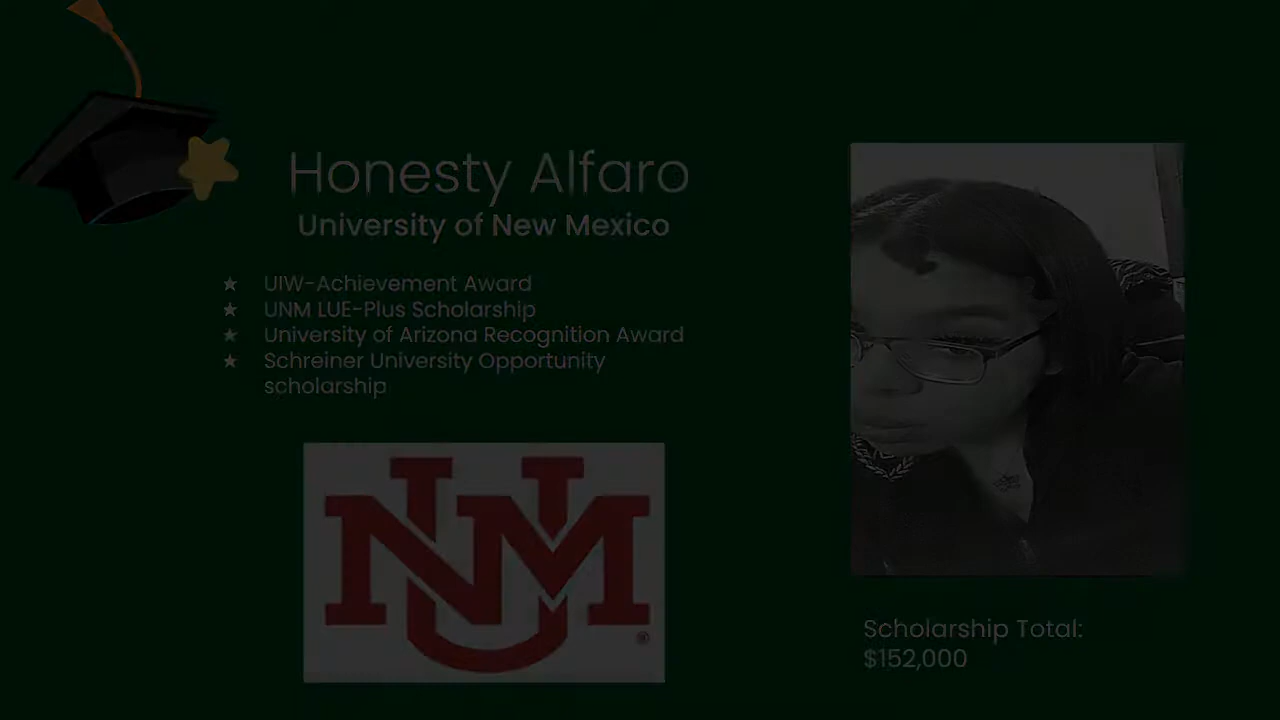 Honesty Alfaro
University of New Mexico
★ UIW-Achievement Award
★ UNM LUE-Plus Scholarship
★ University of Arizona Recognition Award
★ Schreiner University Opportunity
scholarship
UNM
®
Scholarship Total:
$152,000